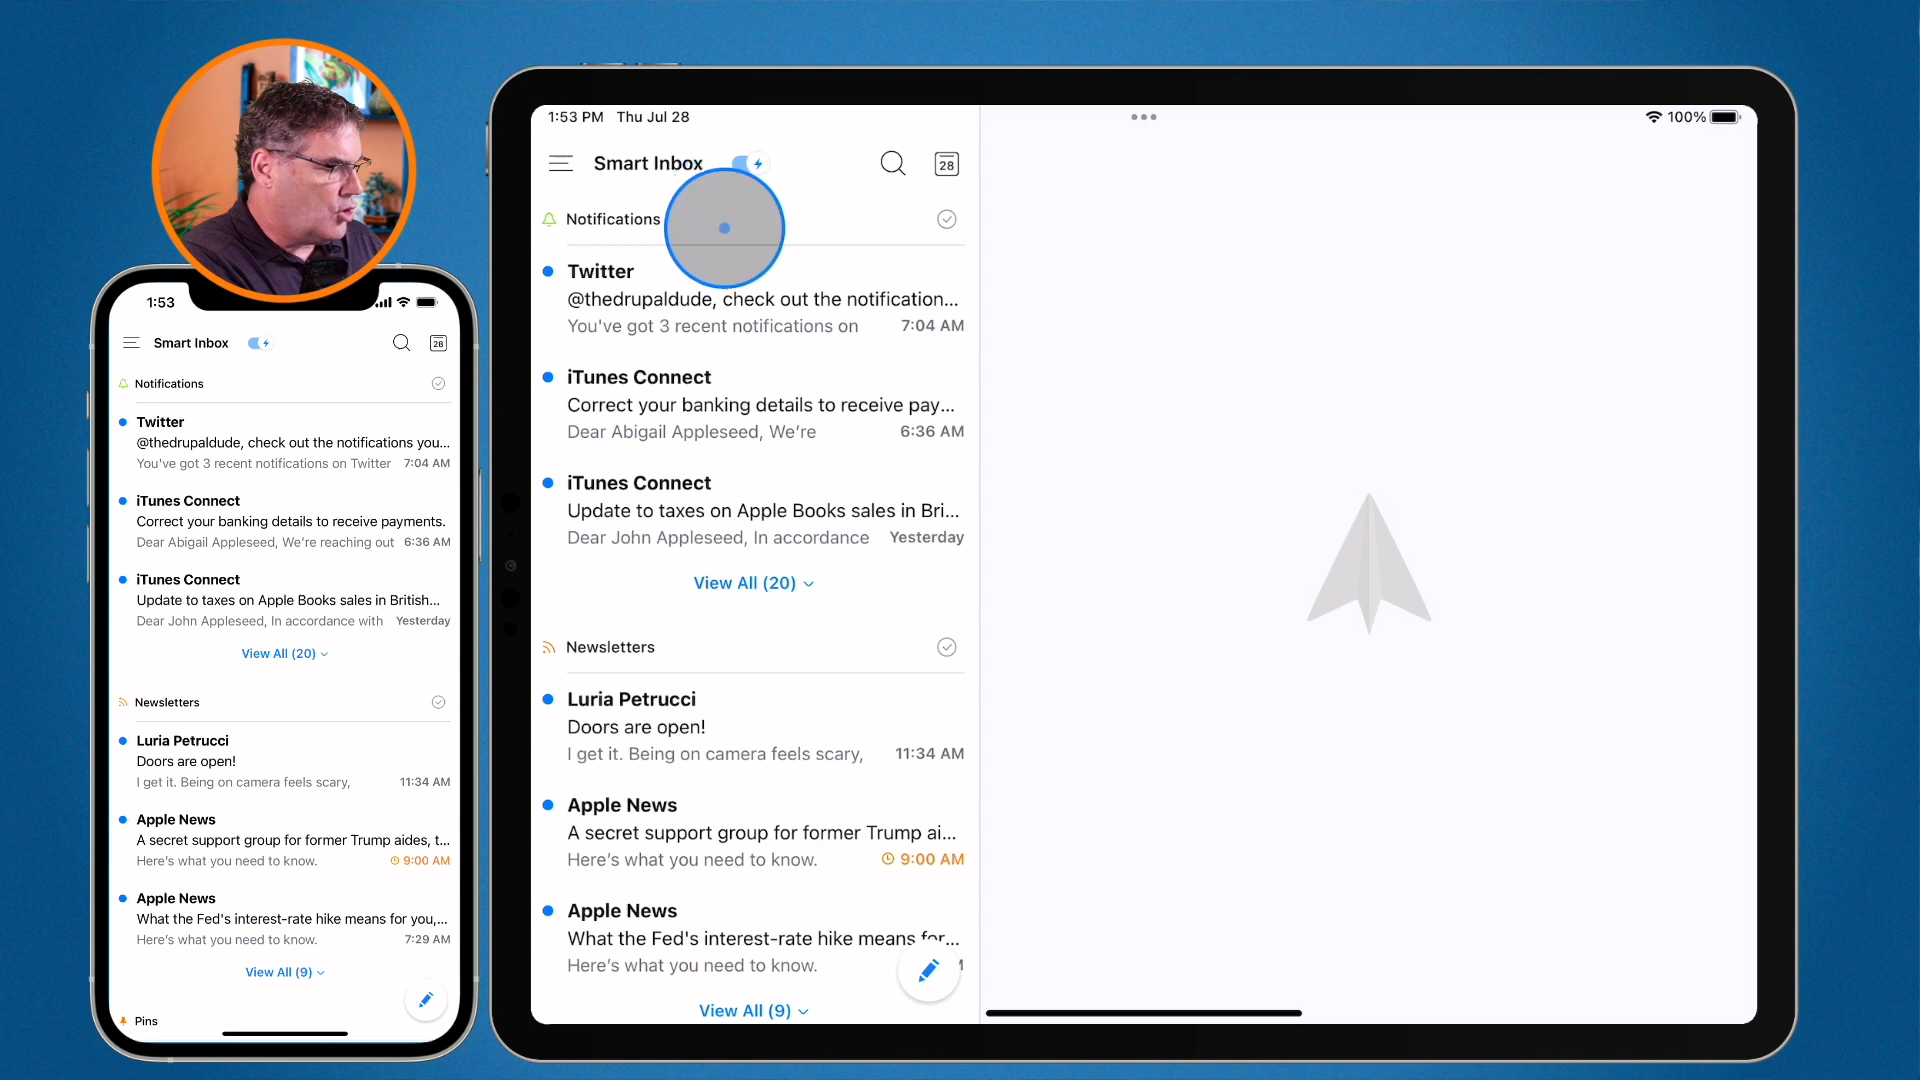 1:53
Smart Inbox
28
Notifications
Twitter
@thedrupaldude, check out the notifications you...
You've got 3 recent notifications on Twitter 7:04 AM
iTunes Connect
Correct your banking details to receive payments.
Dear Abigail Appleseed, We're reaching out 6:36 AM
iTunes Connect
Update to taxes on Apple Books sales in British...
Dear John Appleseed, In accordance with Yesterday
View All (20)
Newsletters
Luria Petrucci
Doors are open!
I get it. Being on camera feels scary, 11:34 AM
Apple News
A secret support group for former Trump aides, t...
Here's what you need to know. 9:00 AM
Apple News
What the Fed's interest-rate hike means for you,...
Here's what you need to know. 7:29 AM
View All (9)
Pins
1:53 PM Thu Jul 28
100%
Smart Inbox
28
Notifications
Twitter
@thedrupaldude, check out the notification...
You've got 3 recent notifications on 7:04 AM
iTunes Connect
Correct your banking details to receive pay...
Dear Abigail Appleseed, We're 6:36 AM
iTunes Connect
Update to taxes on Apple Books sales in Bri...
Dear John Appleseed, In accordance Yesterday
View All (20)
Newsletters
Luria Petrucci
Doors are open!
I get it. Being on camera feels scary, 11:34 AM
Apple News
A secret support group for former Trump ai...
Here's what you need to know. 9:00 AM
Apple News
What the Fed's interest-rate hike means for...
Here's what you need to know.
View All (9)